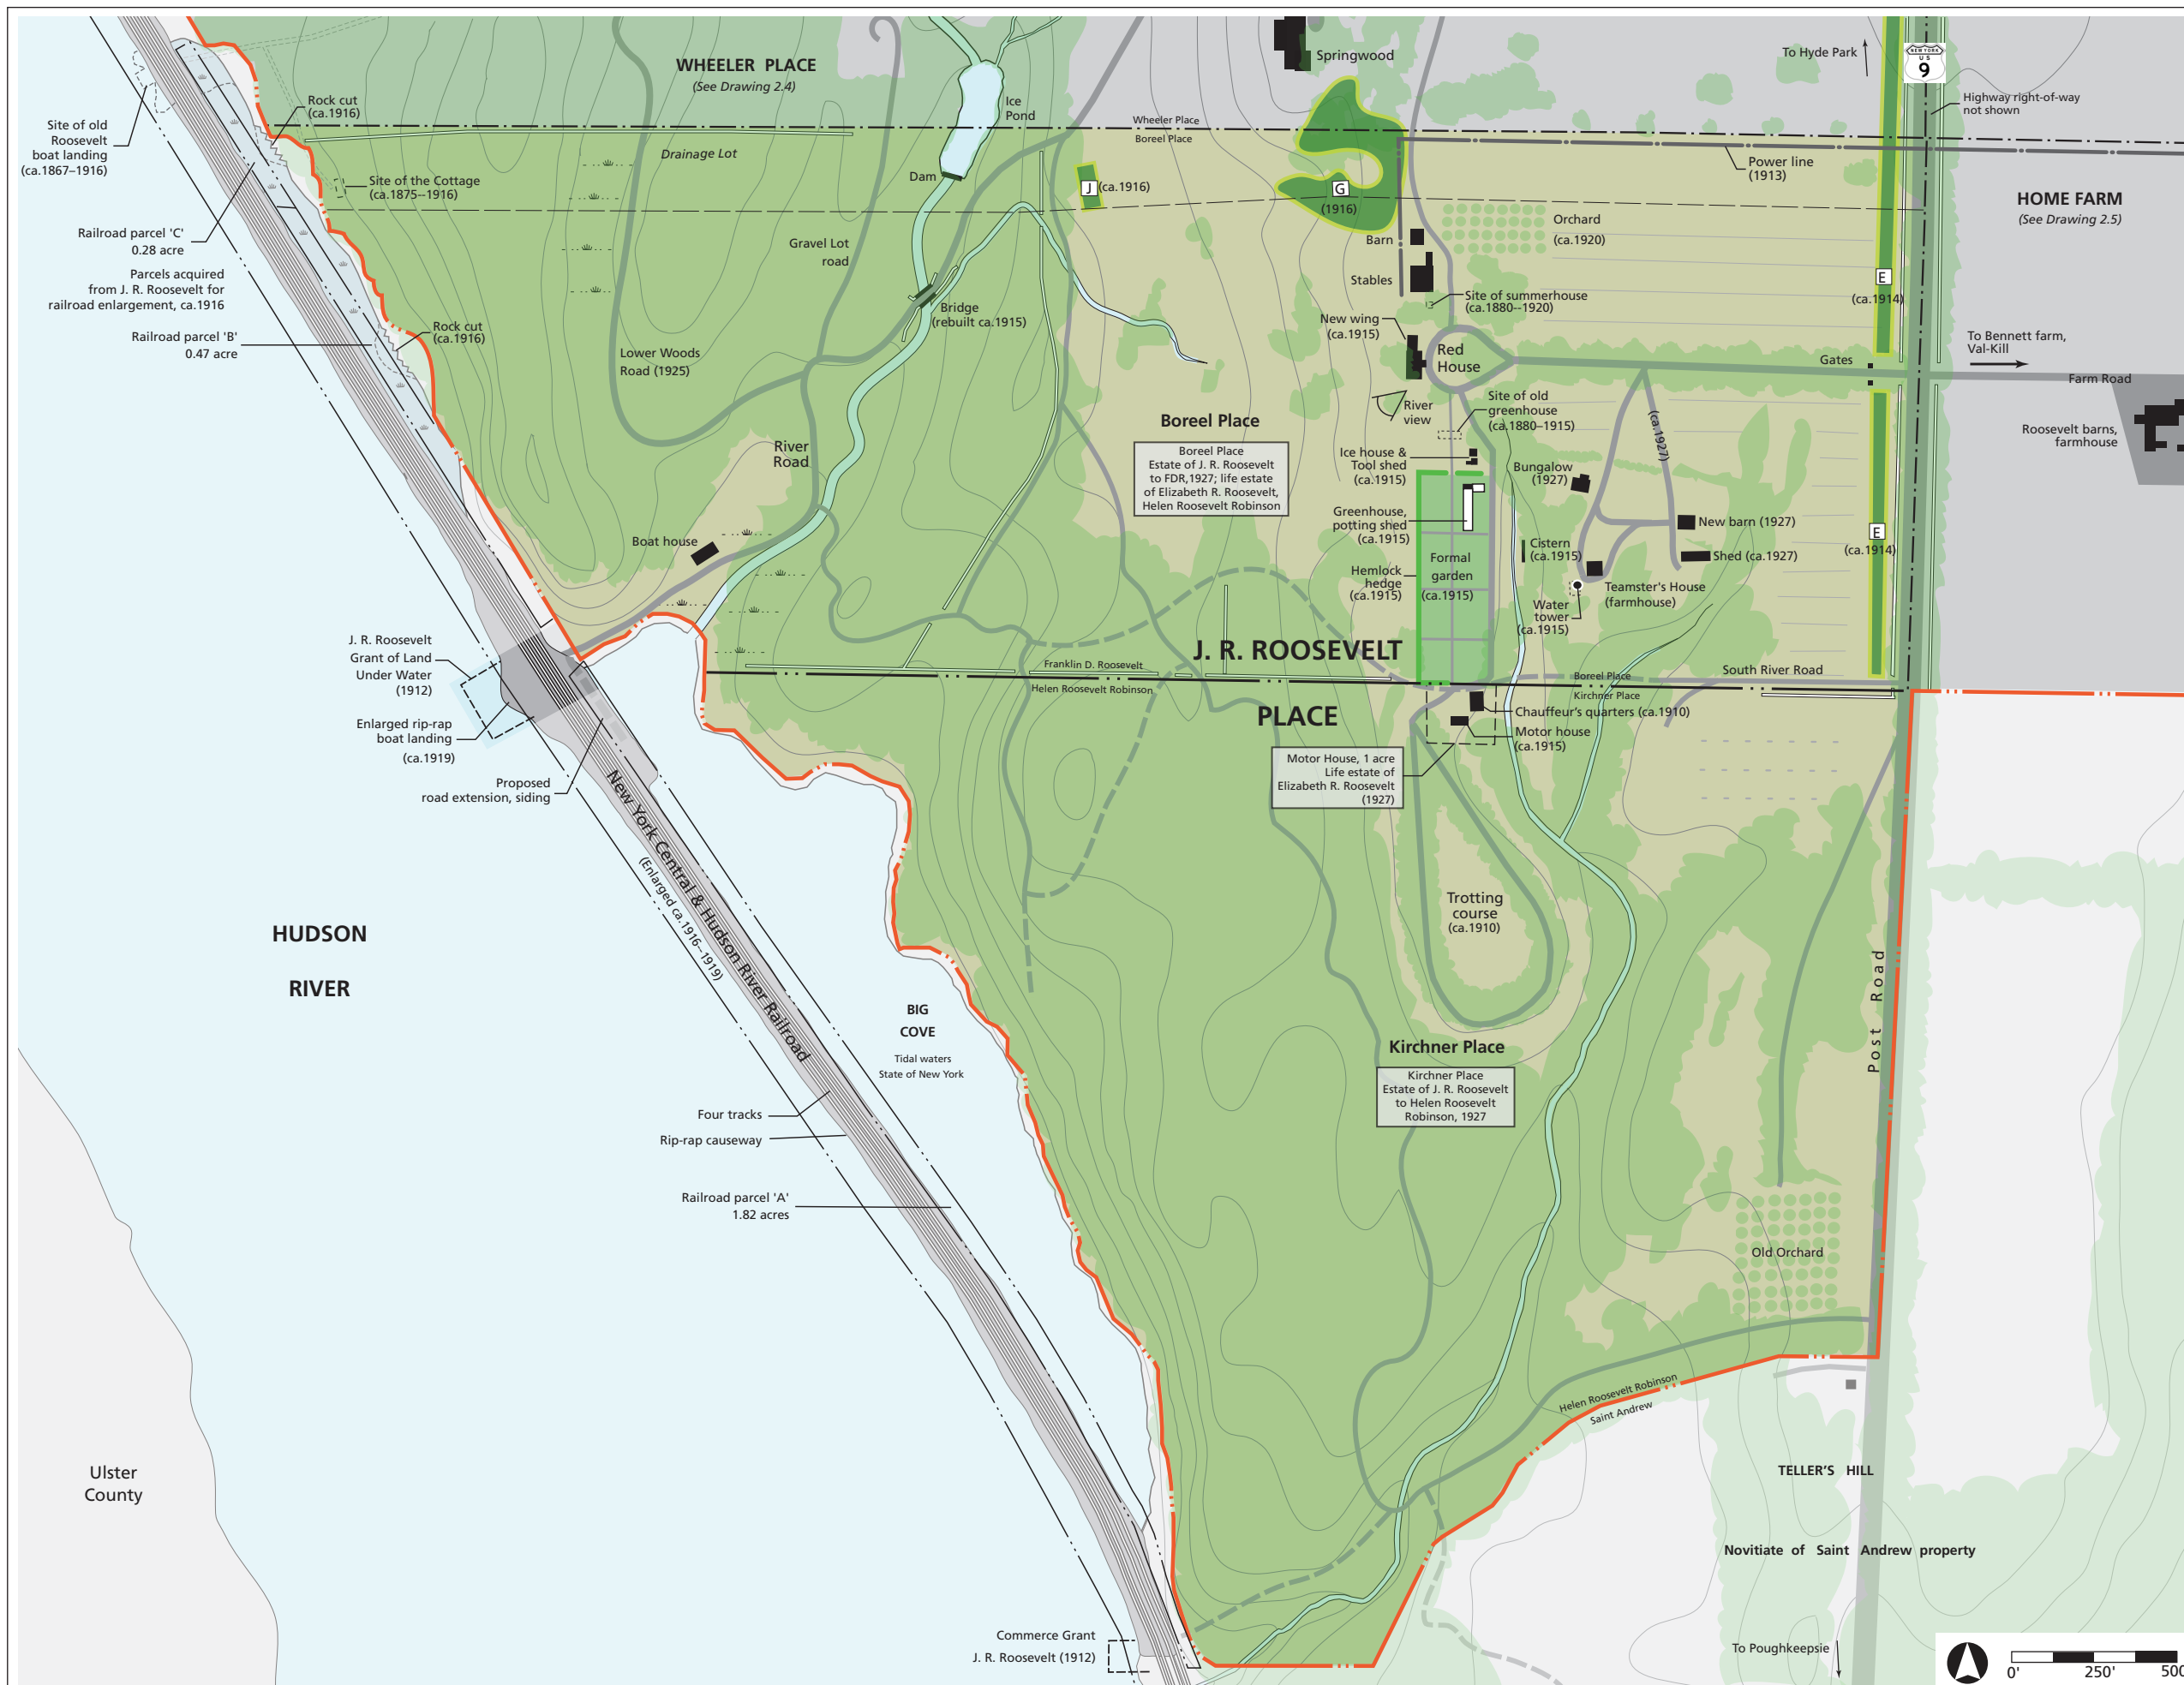 WHEELER PLACE
(See Drawing 2.4)
Springwood
To Hyde Park
NEW YORK
U S
9
Highway right-of-way
not shown
Rock cut
(ca.1916)
Ice
Pond
Site of old
Roosevelt
boat landing
(ca.1867–1916)
Wheeler Place
Boreel Place
Drainage Lot
Power line
(1913)
Dam
J
(ca.1916)
G
(1916)
Site of the Cottage
(ca.1875--1916)
HOME FARM
(See Drawing 2.5)
Railroad parcel 'C'
0.28 acre
Gravel Lot
road
Barn
Orchard
(ca.1920)
Parcels acquired
from J. R. Roosevelt for
railroad enlargement, ca.1916
Stables
E
(ca.1914)
Site of summerhouse
(ca.1880--1920)
Bridge
(rebuilt ca.1915)
New wing
(ca.1915)
Rock cut
(ca.1916)
Railroad parcel 'B'
0.47 acre
Lower Woods
Road (1925)
Red
House
Gates
To Bennett farm,
Val-Kill
Farm Road
River
view
Site of old
greenhouse
(ca.1880–1915)
(ca.1927)
Roosevelt barns,
farmhouse
Boreel Place
Boreel Place
Estate of J. R. Roosevelt
to FDR,1927; life estate
of Elizabeth R. Roosevelt,
Helen Roosevelt Robinson
River
Road
Ice house &
Tool shed
(ca.1915)
Bungalow
(1927)
Greenhouse,
potting shed
(ca.1915)
New barn (1927)
E
(ca.1914)
Boat house
Cistern
(ca.1915)
Shed (ca.1927)
Formal
garden
(ca.1915)
Hemlock
hedge
(ca.1915)
Teamster's House
(farmhouse)
Water
tower
(ca.1915)
J. R. Roosevelt
Grant of Land
Under Water
(1912)
J. R. ROOSEVELT
PLACE
Franklin D. Roosevelt
Helen Roosevelt Robinson
Boreel Place
Kirchner Place
South River Road
Enlarged rip-rap
boat landing
(ca.1919)
Chauffeur's quarters (ca.1910)
Motor house
(ca.1915)
Motor House, 1 acre
Life estate of
Elizabeth R. Roosevelt
(1927)
Proposed
road extension, siding
New York Central & Hudson River Railroad
(Enlarged ca.1916--1919)
Trotting
course
(ca.1910)
HUDSON
RIVER
Post Road
BIG
COVE
Tidal waters
State of New York
Kirchner Place
Kirchner Place
Estate of J. R. Roosevelt
to Helen Roosevelt
Robinson, 1927
Four tracks
Rip-rap causeway
Railroad parcel 'A'
1.82 acres
Old Orchard
Helen Roosevelt Robinson
Saint Andrew
TELLER'S HILL
Ulster
County
Novitiate of Saint Andrew property
Commerce Grant
J. R. Roosevelt (1912)
To Poughkeepsie
0'
250'